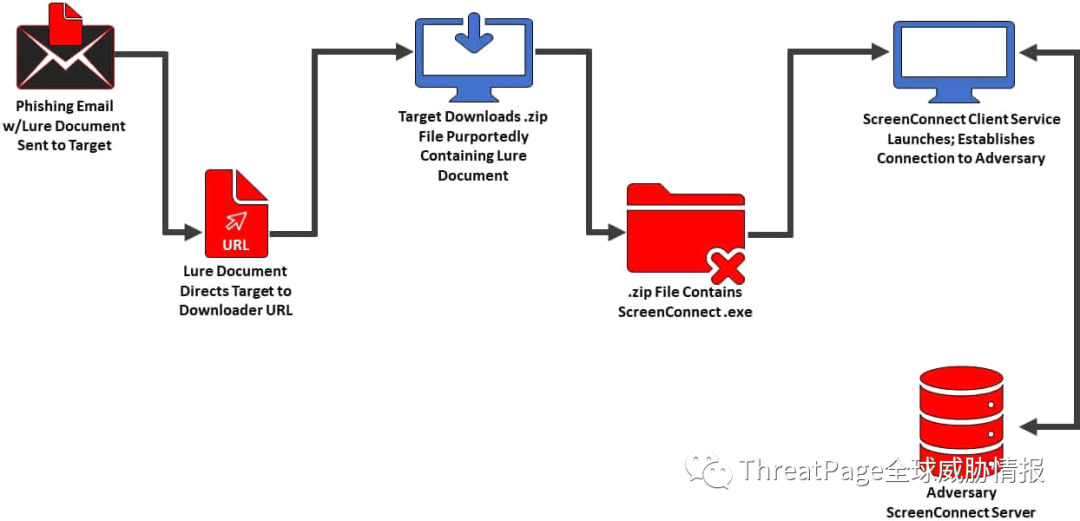 Phishing Email
w/Lure Document
Sent to Target
URL
Lure Document
Directs Target to
Downloader URL
Target Downloads .zip
File Purportedly
Containing Lure
Document
.zip File Contains
ScreenConnect .exe
ScreenConnect Client Service
Launches; Establishes
Connection to Adversary
ThreatPage全球威胁情报
Adversary
ScreenConnect Server